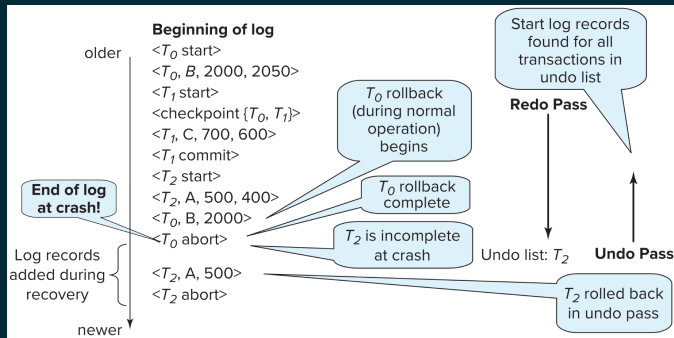 Beginning of log
older
<T0 start>
<T0, B, 2000, 2050>
<T1 start>
<checkpoint {T0, T1}>
<T1, C, 700, 600>
<T1 commit>
<T2 start>
<T2, A, 500, 400>
<T0, B, 2000>
<T0 abort>
<T2, A, 500>
<T2 abort>
End of log
at crash!
Log records
added during
recovery
newer
T0 rollback
(during normal
operation)
begins
T0 rollback
complete
T2 is incomplete
at crash
Start log records
found for all
transactions in
undo list
Redo Pass
Undo list: T2
Undo Pass
T2 rolled back
in undo pass